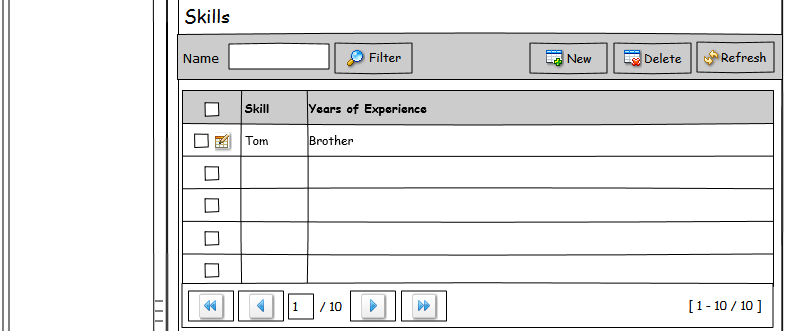 Skills
Name Filter New Delete Refresh
Skill Years of Experience
Tom Brother
1 / 10 [ 1 - 10 / 10 ]